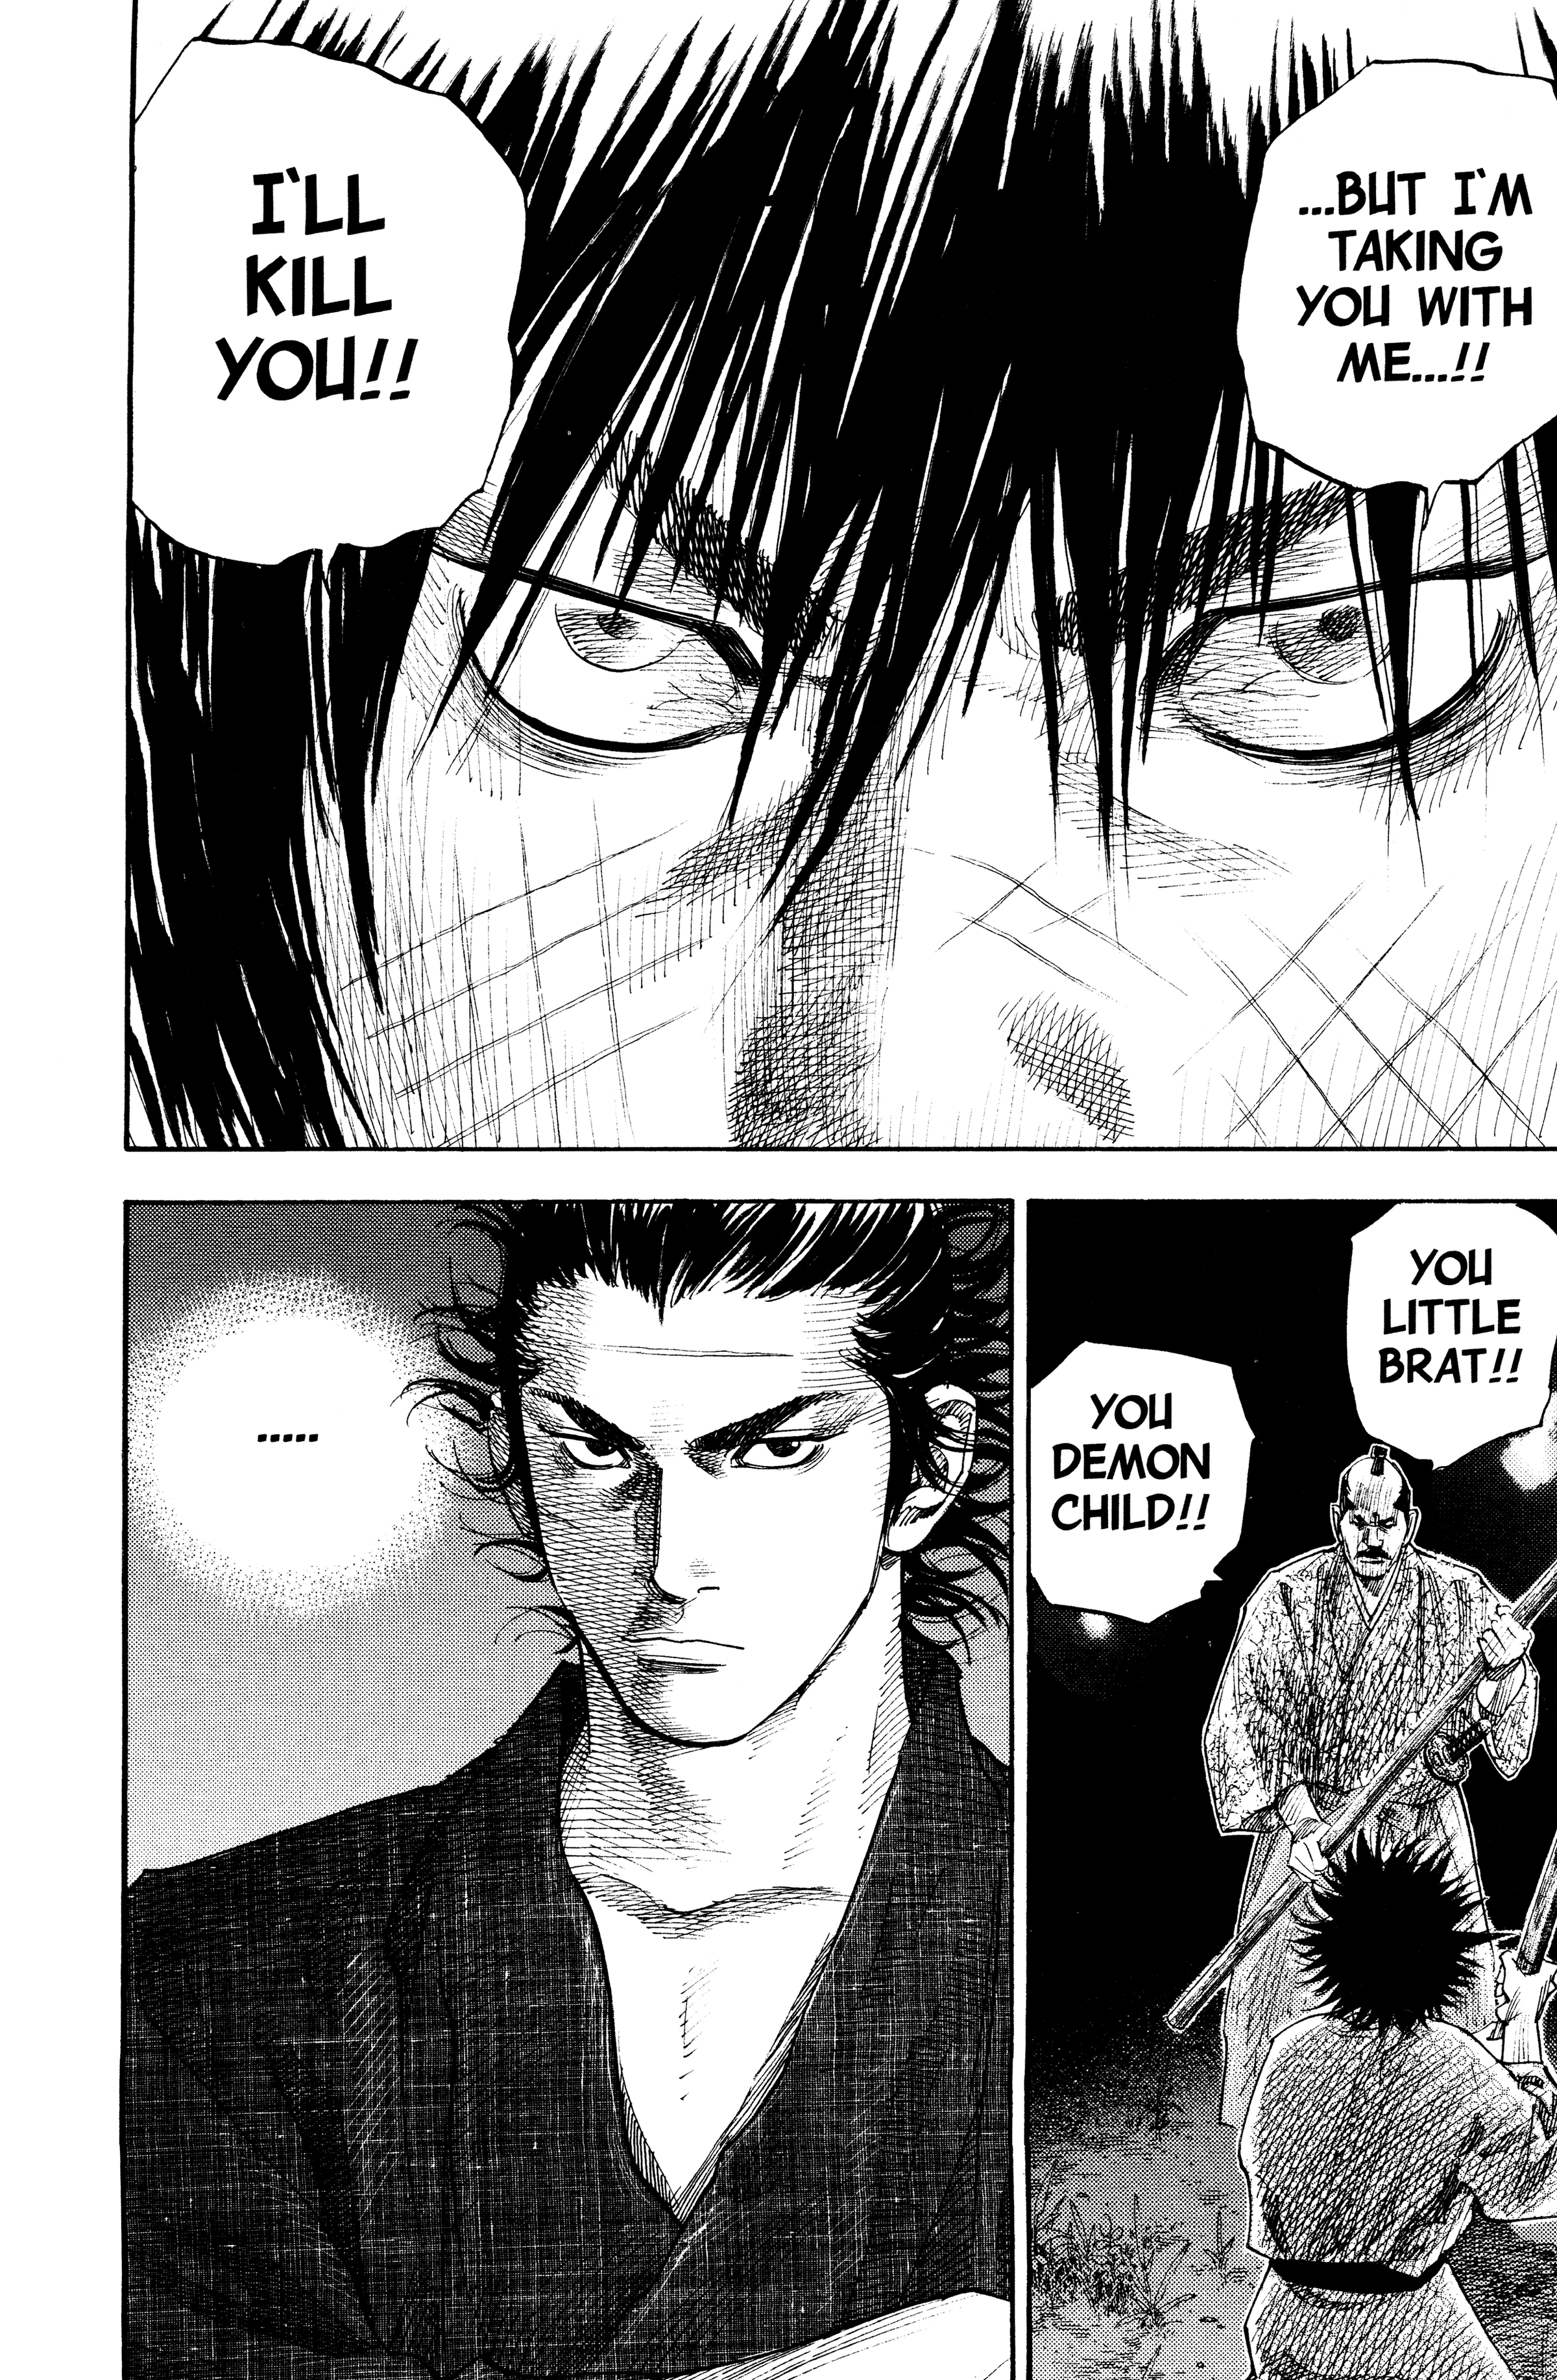 ...BUT I'M
TAKING
YOU WITH
ME...!!
I'LL
KILL
YOU!!
YOU
LITTLE
BRAT!!
YOU
DEMON
CHILD!!
.....